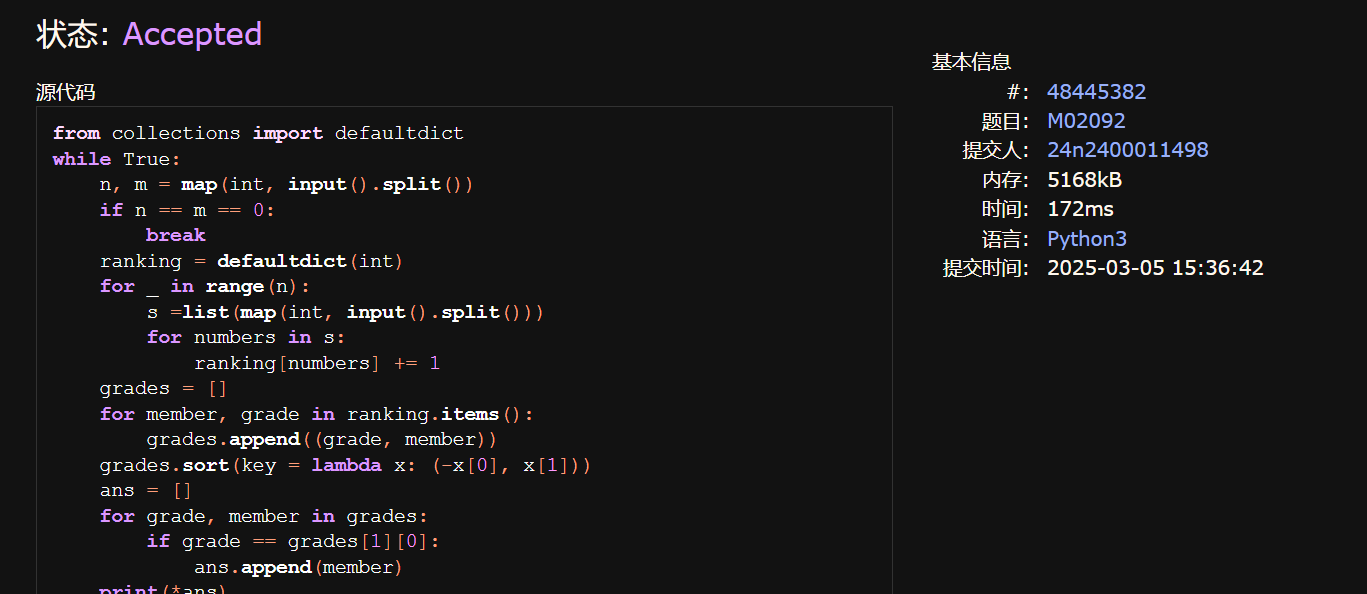 状态: Accepted
源代码
from collections import defaultdict
while True:
    n, m = map(int, input().split())
    if n == m == 0:
        break
    ranking = defaultdict(int)
    for _ in range(n):
        s =list(map(int, input().split()))
        for numbers in s:
            ranking[numbers] += 1
    grades = []
    for member, grade in ranking.items():
        grades.append((grade, member))
    grades.sort(key = lambda x: (-x[0], x[1]))
    ans = []
    for grade, member in grades:
        if grade == grades[1][0]:
            ans.append(member)
    print(*ans)
基本信息
#: 48445382
题目: M02092
提交人: 24n2400011498
内存: 5168kB
时间: 172ms
语言: Python3
提交时间: 2025-03-05 15:36:42